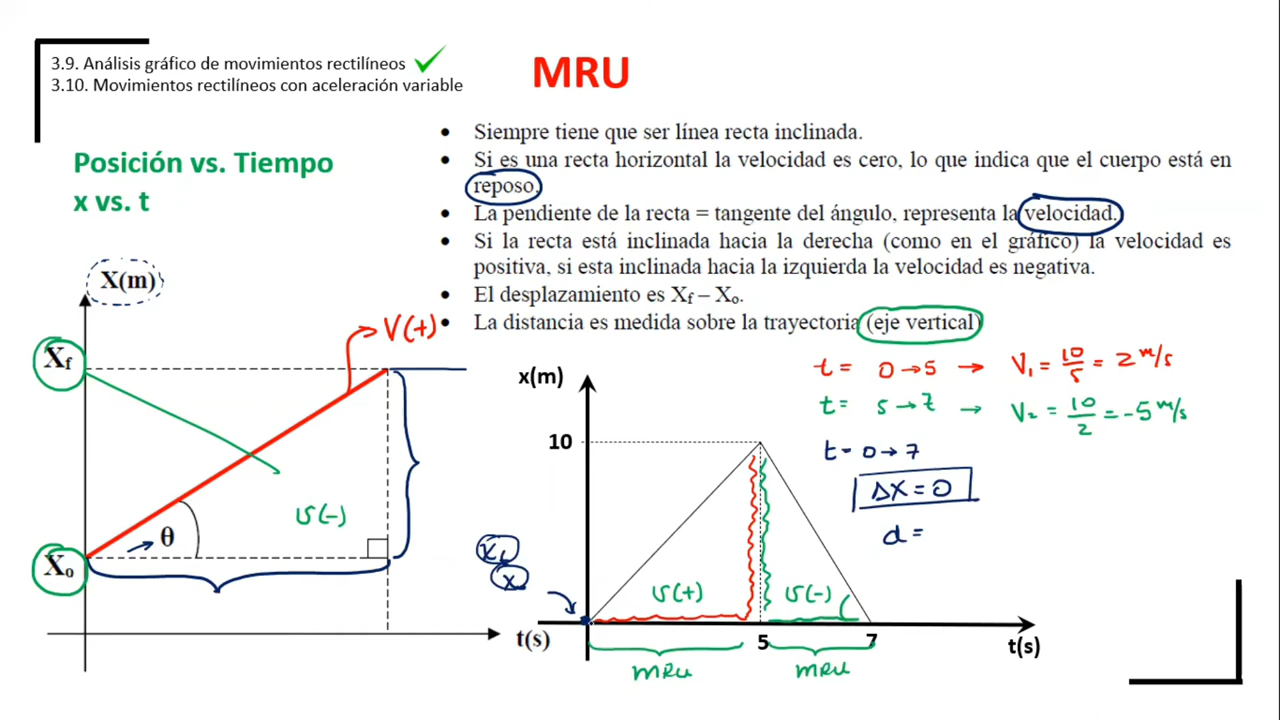 3.9. Análisis gráfico de movimientos rectilíneos
3.10. Movimientos rectilíneos con aceleración variable
MRU
Posición vs. Tiempo
x vs. t
• Siempre tiene que ser línea recta inclinada.
• Si es una recta horizontal la velocidad es cero, lo que indica que el cuerpo está en
reposo.
• La pendiente de la recta = tangente del ángulo, representa la velocidad.
• Si la recta está inclinada hacia la derecha (como en el gráfico) la velocidad es
positiva, si esta inclinada hacia la izquierda la velocidad es negativa.
• El desplazamiento es Xf – Xo.
• La distancia es medida sobre la trayectoria (eje vertical)
X(m)
Xf
V(+)
θ
v(-)
Xo
t(s)
x(m)
10
v(+)
v(-)
5
7
t(s)
MRU
MRU
t = 0→5 → V1 = 10/5 = 2 m/s
t = 5→7 → V2 = 10/2 = -5 m/s
t = 0→7
ΔX = 0
d =